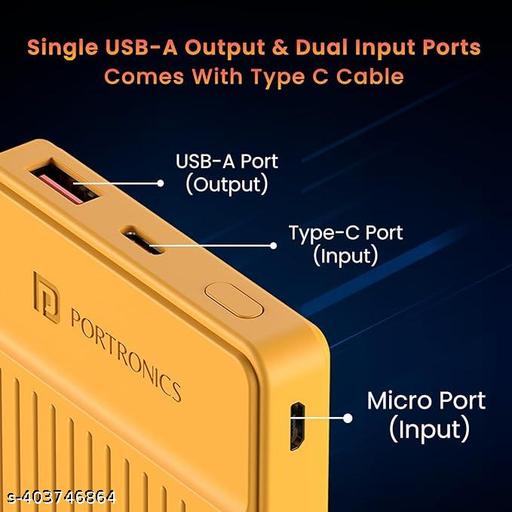 Single USB-A Output & Dual Input Ports
Comes With Type C Cable
USB-A Port
(Output)
Type-C Port
(Input)
PORTRONICS
Micro Port
(Input)
s-403746864